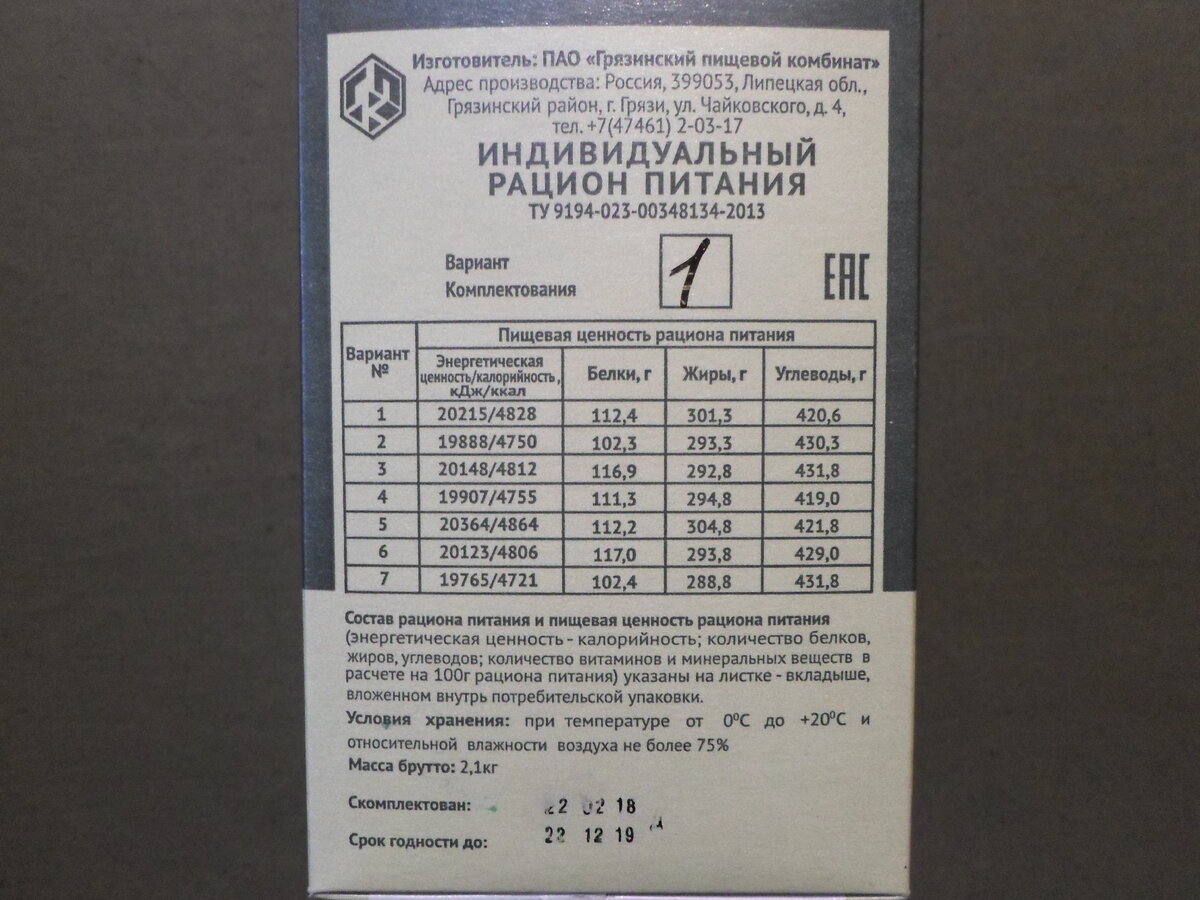 Изготовитель: ПАО «Грязинский пищевой комбинат»
Адрес производства: Россия, 399053, Липецкая обл.,
Грязинский район, г. Грязи, ул. Чайковского, д. 4,
тел. +7(47461) 2-03-17
ИНДИВИДУАЛЬНЫЙ
РАЦИОН ПИТАНИЯ
ТУ 9194-023-00348134-2013
Вариант
Комплектования
1
ЕАС
Вариант №
Пищевая ценность рациона питания
Энергетическая ценность/калорийность, кДж/ккал Белки, г Жиры, г Углеводы, г
1 20215/4828 112,4 301,3 420,6
2 19888/4750 102,3 293,3 430,3
3 20148/4812 116,9 292,8 431,8
4 19907/4755 111,3 294,8 419,0
5 20364/4864 112,2 304,8 421,8
6 20123/4806 117,0 293,8 429,0
7 19765/4721 102,4 288,8 431,8
Состав рациона питания и пищевая ценность рациона питания
(энергетическая ценность - калорийность; количество белков,
жиров, углеводов; количество витаминов и минеральных веществ в
расчете на 100г рациона питания) указаны на листке - вкладыше,
вложенном внутрь потребительской упаковки.
Условия хранения: при температуре от 0⁰С до +20⁰С и
относительной влажности воздуха не более 75%
Масса брутто: 2,1кг
Скомплектован: 22 02 18
Срок годности до: 22 12 19